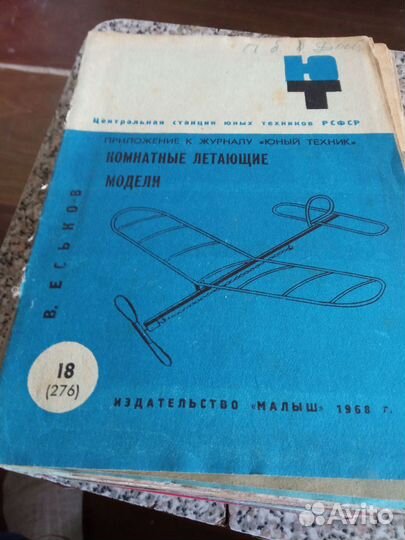 ЮТ
Центральная станция юных техников РСФСР
ПРИЛОЖЕНИЕ К ЖУРНАЛУ «ЮНЫЙ ТЕХНИК»
КОМНАТНЫЕ ЛЕТАЮЩИЕ
МОДЕЛИ
В. ЕСЬКОВ
18
(276)
ИЗДАТЕЛЬСТВО «МАЛЫШ» 1968 г.
Avito